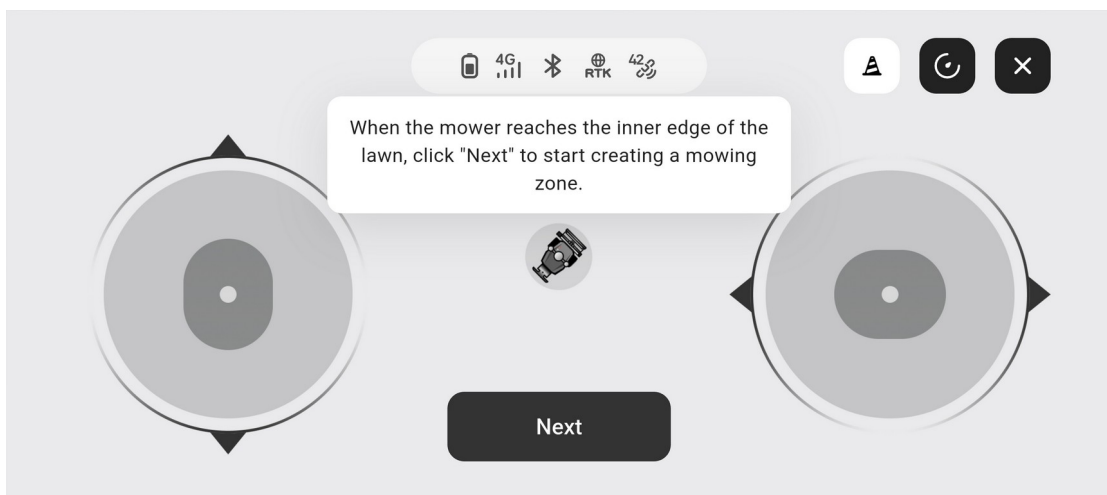 4G
RTK
42
When the mower reaches the inner edge of the
lawn, click "Next" to start creating a mowing
zone.
Next